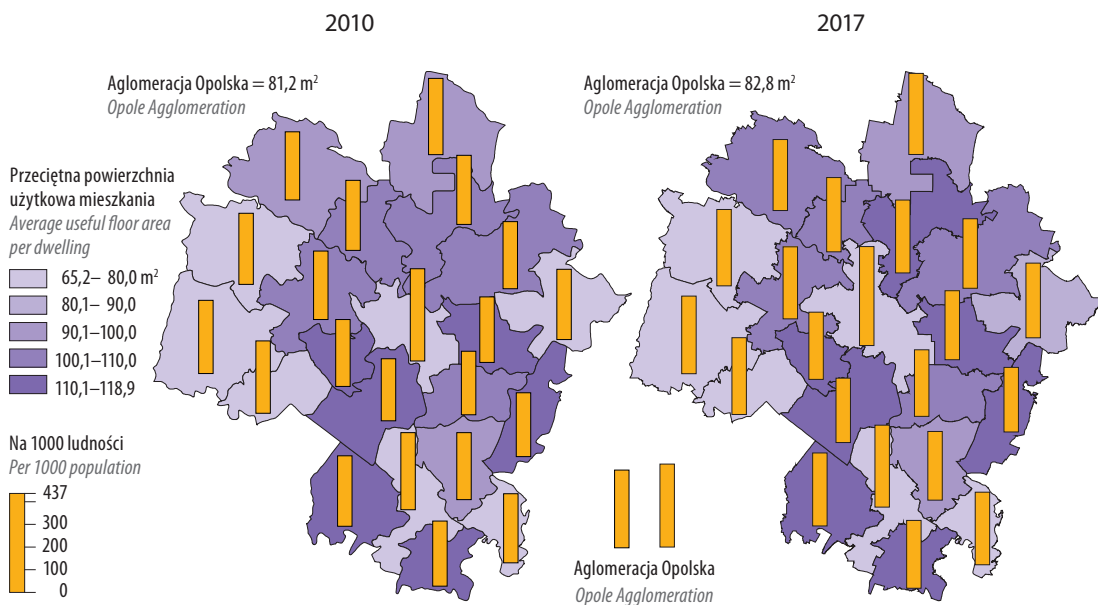 2010
2017
Aglomeracja Opolska = 81,2 m²
Opole Agglomeration
Aglomeracja Opolska = 82,8 m²
Opole Agglomeration
Przeciętna powierzchnia
użytkowa mieszkania
Average useful floor area
per dwelling
65,2– 80,0 m²
80,1– 90,0
90,1–100,0
100,1–110,0
110,1–118,9
Na 1000 ludności
Per 1000 population
437
300
200
100
0
Aglomeracja Opolska
Opole Agglomeration